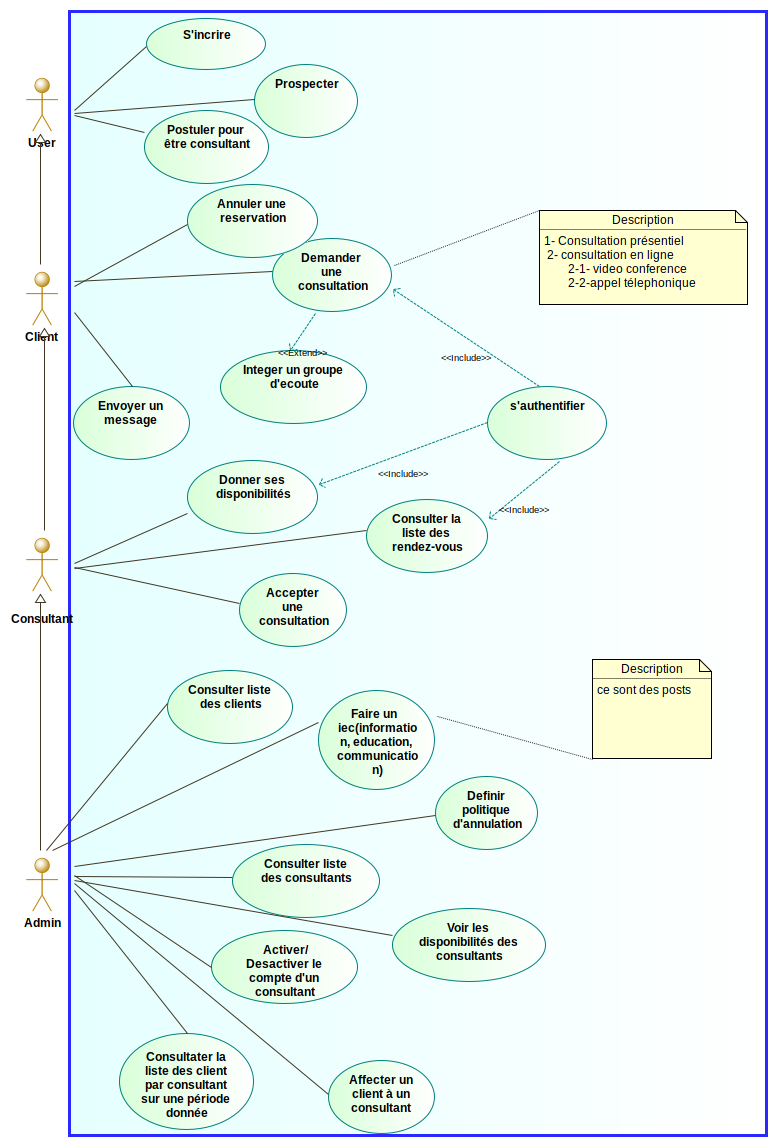 S'incrire
Prospecter
User
Postuler pour
être consultant
Annuler une
reservation
Demander
une
consultation
Description
1- Consultation présentiel
2- consultation en ligne
2-1- video conference
2-2-appel télephonique
Client
<<Extend>>
<<Include>>
Integer un groupe
d'ecoute
Envoyer un
message
s'authentifier
<<Include>>
Donner ses
disponibilités
<<Include>>
Consulter la
liste des
rendez-vous
Consultant
Accepter
une
consultation
Description
ce sont des posts
Consulter liste
des clients
Faire un
iec(informatio
n, education,
communicatio
n)
Definir
politique
d'annulation
Consulter liste
des consultants
Admin
Voir les
disponibilités des
consultants
Activer/
Desactiver le
compte d'un
consultant
Consultater la
liste des client
par consultant
sur une période
donnée
Affecter un
client à un
consultant